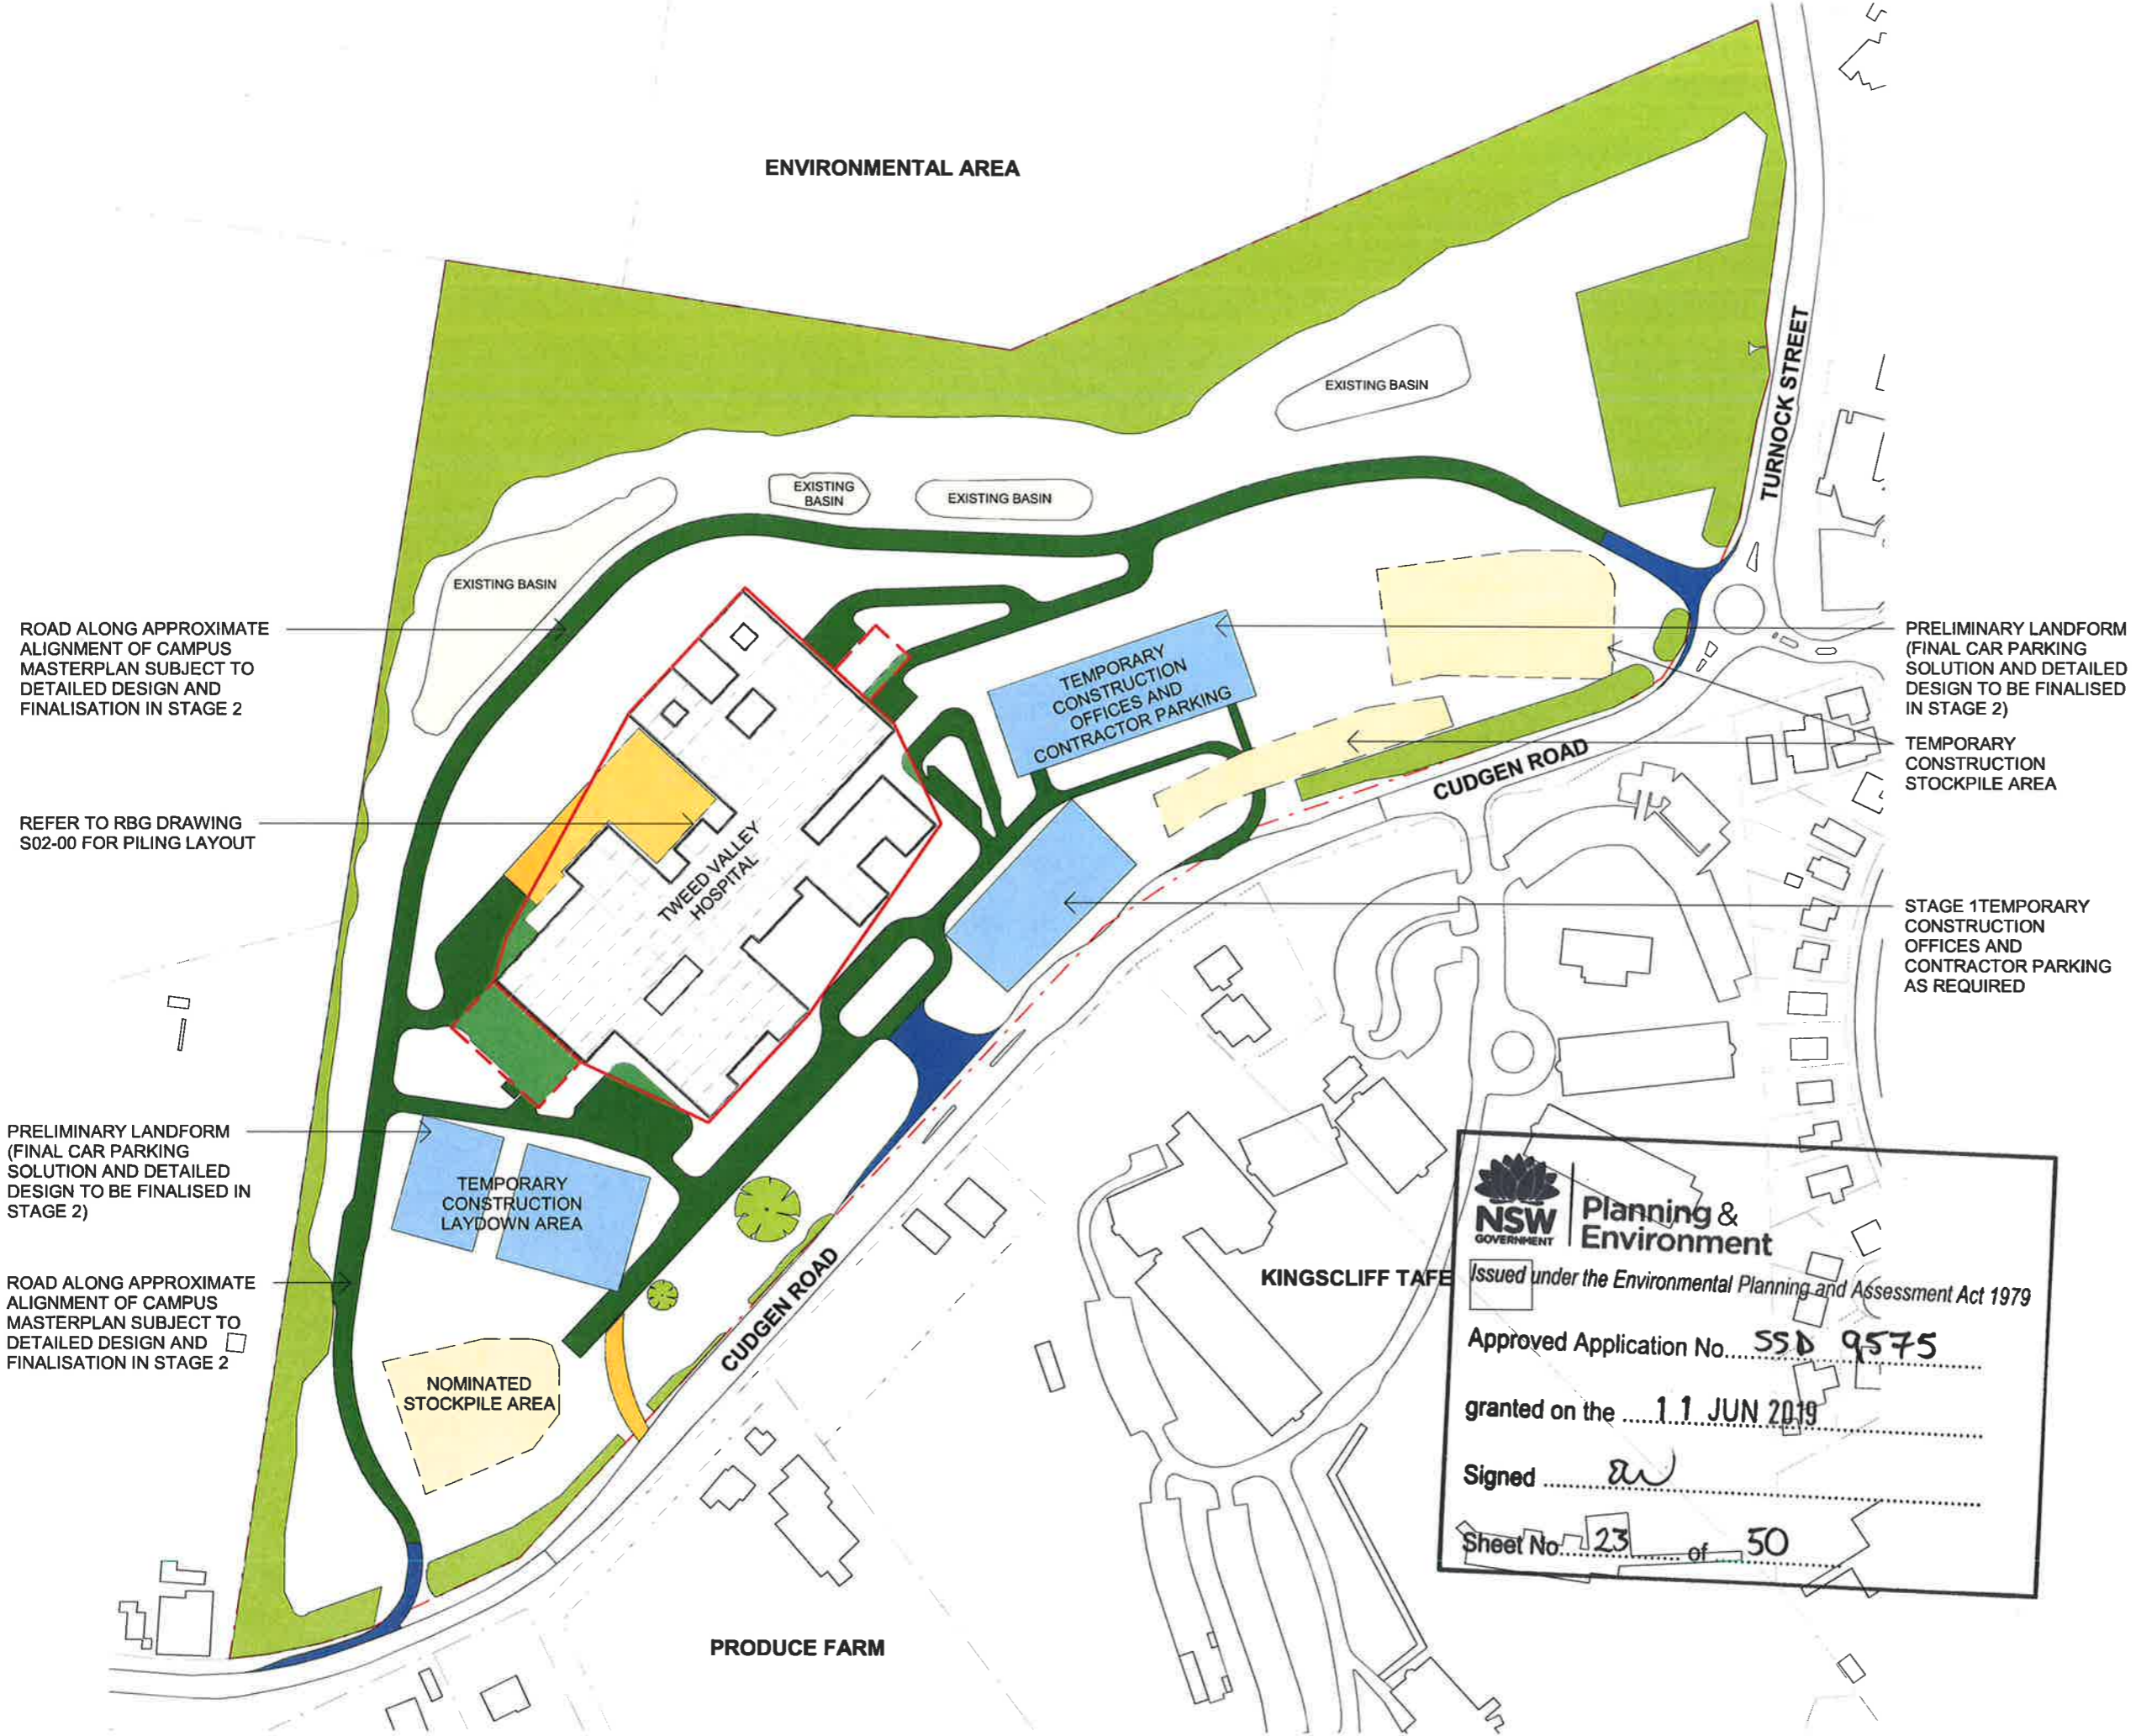 ENVIRONMENTAL AREA
TURNOCK STREET
EXISTING BASIN
EXISTING
BASIN
EXISTING BASIN
EXISTING BASIN
ROAD ALONG APPROXIMATE
ALIGNMENT OF CAMPUS
MASTERPLAN SUBJECT TO
DETAILED DESIGN AND
FINALISATION IN STAGE 2
PRELIMINARY LANDFORM
(FINAL CAR PARKING
SOLUTION AND DETAILED
DESIGN TO BE FINALISED
IN STAGE 2)
TEMPORARY
CONSTRUCTION
OFFICES AND
CONTRACTOR PARKING
TEMPORARY
CONSTRUCTION
STOCKPILE AREA
CUDGEN ROAD
REFER TO RBG DRAWING
S02-00 FOR PILING LAYOUT
TWEED VALLEY
HOSPITAL
STAGE 1TEMPORARY
CONSTRUCTION
OFFICES AND
CONTRACTOR PARKING
AS REQUIRED
PRELIMINARY LANDFORM
(FINAL CAR PARKING
SOLUTION AND DETAILED
DESIGN TO BE FINALISED IN
STAGE 2)
TEMPORARY
CONSTRUCTION
LAYDOWN AREA
ROAD ALONG APPROXIMATE
ALIGNMENT OF CAMPUS
MASTERPLAN SUBJECT TO
DETAILED DESIGN AND
FINALISATION IN STAGE 2
CUDGEN ROAD
NOMINATED
STOCKPILE AREA
KINGSCLIFF TAFE
PRODUCE FARM
NSW
GOVERNMENT
Planning &
Environment
Issued under the Environmental Planning and Assessment Act 1979
Approved Application No. SSD 9575
granted on the 11 JUN 2019
Signed
Sheet No. 23 of 50